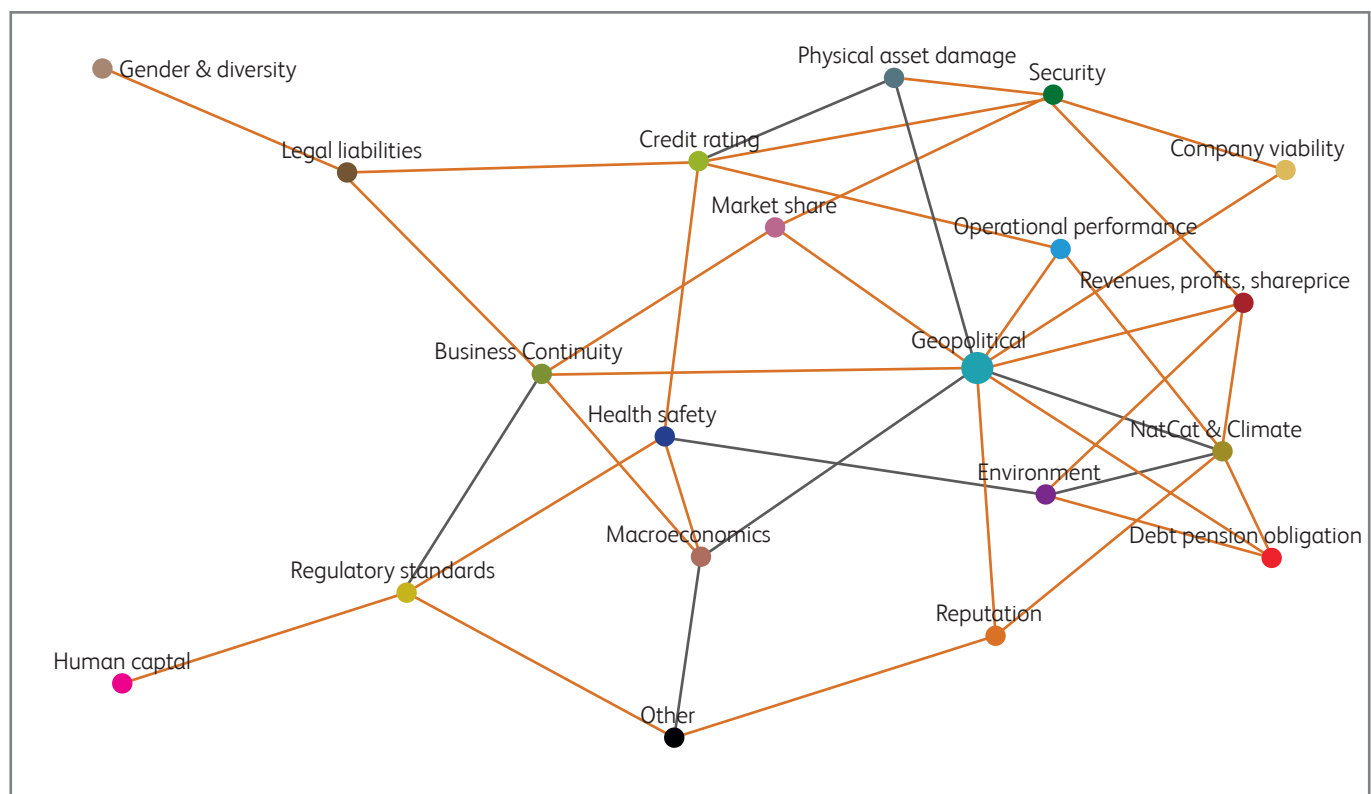 Physical asset damage
Gender & diversity
Security
Credit rating
Legal liabilities
Company viability
Market share
Operational performance
Revenues, profits, shareprice
Geopolitical
Business Continuity
Health safety
NatCat & Climate
Environment
Macroeconomics
Debt pension obligation
Regulatory standards
Reputation
Human captal
Other